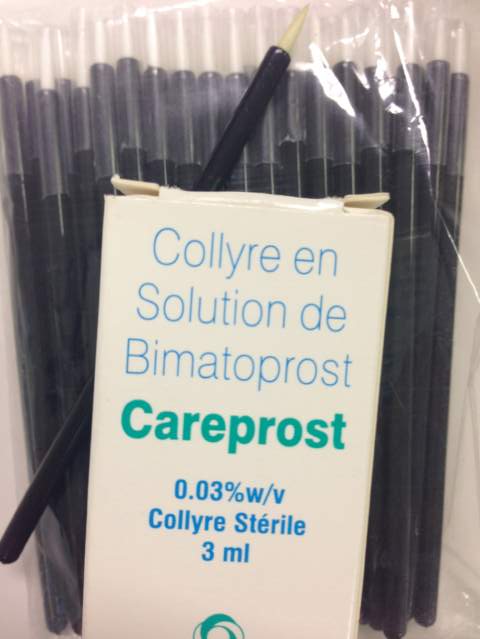 Collyre en
Solution de
Bimatoprost
Careprost
0.03%w/v
Collyre Stérile
3 ml